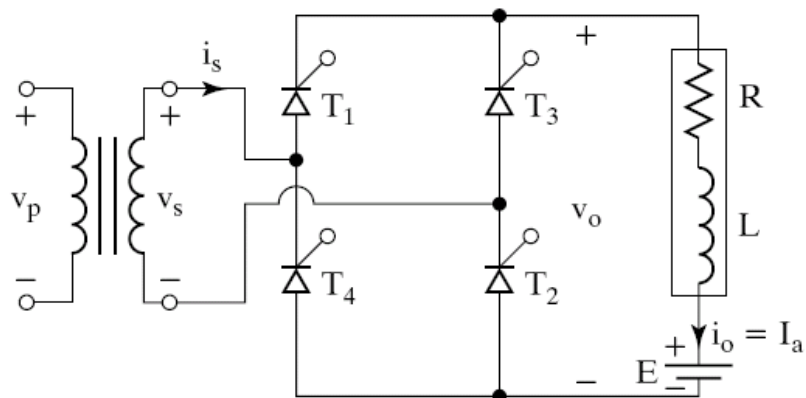 +
i_s
T_1
T_3
R
+
+
v_p
v_s
v_o
L
−
−
T_4
T_2
i_o = I_a
+
E
−
−